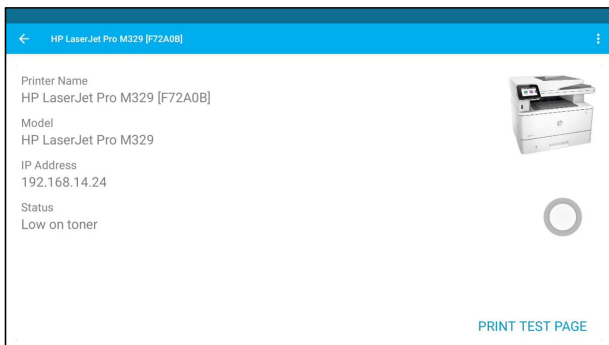 HP LaserJet Pro M329 [F72A0B]
Printer Name
HP LaserJet Pro M329 [F72A0B]
Model
HP LaserJet Pro M329
IP Address
192.168.14.24
Status
Low on toner
PRINT TEST PAGE